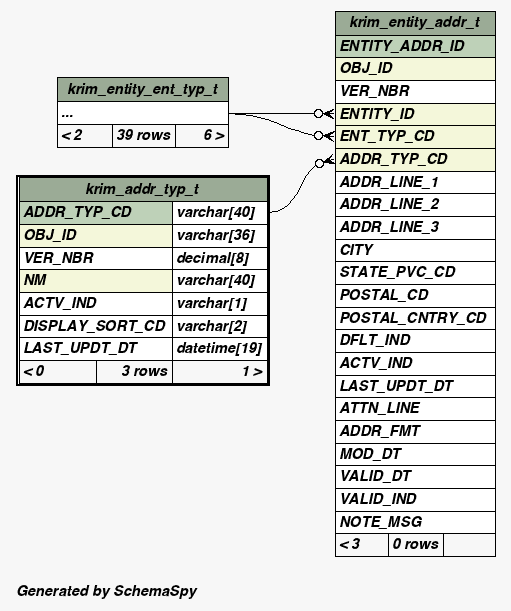 krim_entity_addr_t
ENTITY_ADDR_ID
OBJ_ID
VER_NBR
ENTITY_ID
ENT_TYP_CD
ADDR_TYP_CD
ADDR_LINE_1
ADDR_LINE_2
ADDR_LINE_3
CITY
STATE_PVC_CD
POSTAL_CD
POSTAL_CNTRY_CD
DFLT_IND
ACTV_IND
LAST_UPDT_DT
ATTN_LINE
ADDR_FMT
MOD_DT
VALID_DT
VALID_IND
NOTE_MSG
< 3 0 rows
krim_entity_ent_typ_t
...
< 2 39 rows 6 >
krim_addr_typ_t
ADDR_TYP_CD varchar[40]
OBJ_ID varchar[36]
VER_NBR decimal[8]
NM varchar[40]
ACTV_IND varchar[1]
DISPLAY_SORT_CD varchar[2]
LAST_UPDT_DT datetime[19]
< 0 3 rows 1 >
Generated by SchemaSpy